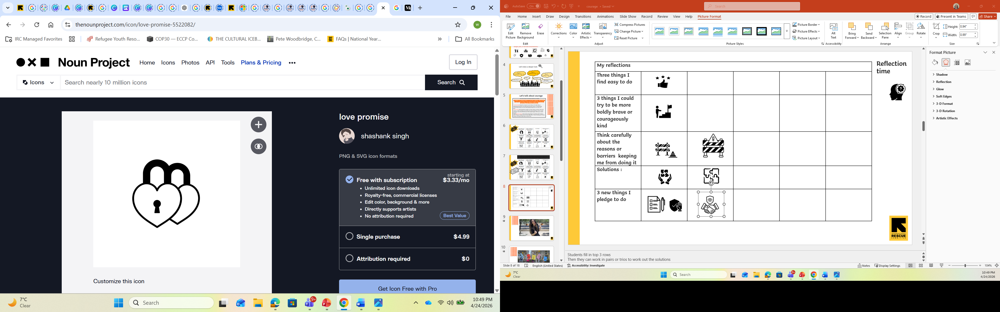 thenounproject.com/icon/love-promise-5522082/
W
IRC Managed Favorites
Refugee Youth Reso...
COP30 — ECCP Co...
THE CULTURAL ICEB...
Pete Woodbridge, C...
FAQs | National Year...
»
All Bookmarks
Noun Project
Home
Icons
Photos
API
Tools
Plans & Pricing
Log In
Icons
Search nearly 10 million icons
Search
love promise
shashank singh
PNG & SVG icon formats
Free with subscription
starting at
$3.33/mo
• Unlimited icon downloads
• Royalty-free, commercial licenses
• Edit color, background & more
• Directly supports artists
• No attribution required
Best Value
Single purchase
$4.99
Attribution required
$0
Customize this icon
Get Icon Free with Pro
7°C
Clear
Search
9+
10:49 PM
4/24/2026
AutoSave
On
courage • Saved
Search
File
Home
Insert
Draw
Design
Transitions
Animations
Slide Show
Record
Review
View
Help
Picture Format
Record
Present in Teams
Share
Edit Picture
Remove Background
Erase
Edit
Corrections
Color
Artistic Effects
Transparency
Compress Pictures
Change Picture
Reset Picture
Adjust
Picture Styles
Picture Border
Picture Effects
Picture Layout
Alt Text
Accessibility
Bring Forward
Send Backward
Selection Pane
Align
Group
Rotate
Arrange
Crop
Height: 0.94"
Width: 0.99"
Size
4
Let's take a deeper look
5
Let's talk about courage
6
7
8
9
10
My reflections
Three things I
find easy to do
3 things I could
try to be more
boldly brave or
courageously
kind
Think carefully
about the
reasons or
barriers keeping
me from doing it
Solutions :
3 new things I
pledge to do
Reflection
time
INTERNATIONAL
RESCUE
COMMITTEE
Format Picture
Shadow
Reflection
Glow
Soft Edges
3-D Format
3-D Rotation
Artistic Effects
Students fill in top 3 rows
Then they can work in pairs or trios to work out the solutions
Slide 8 of 18
English (United States)
Accessibility: Investigate
Notes
Display Settings
104%
7°C
Clear
Search
9+
10:49 PM
4/24/2026